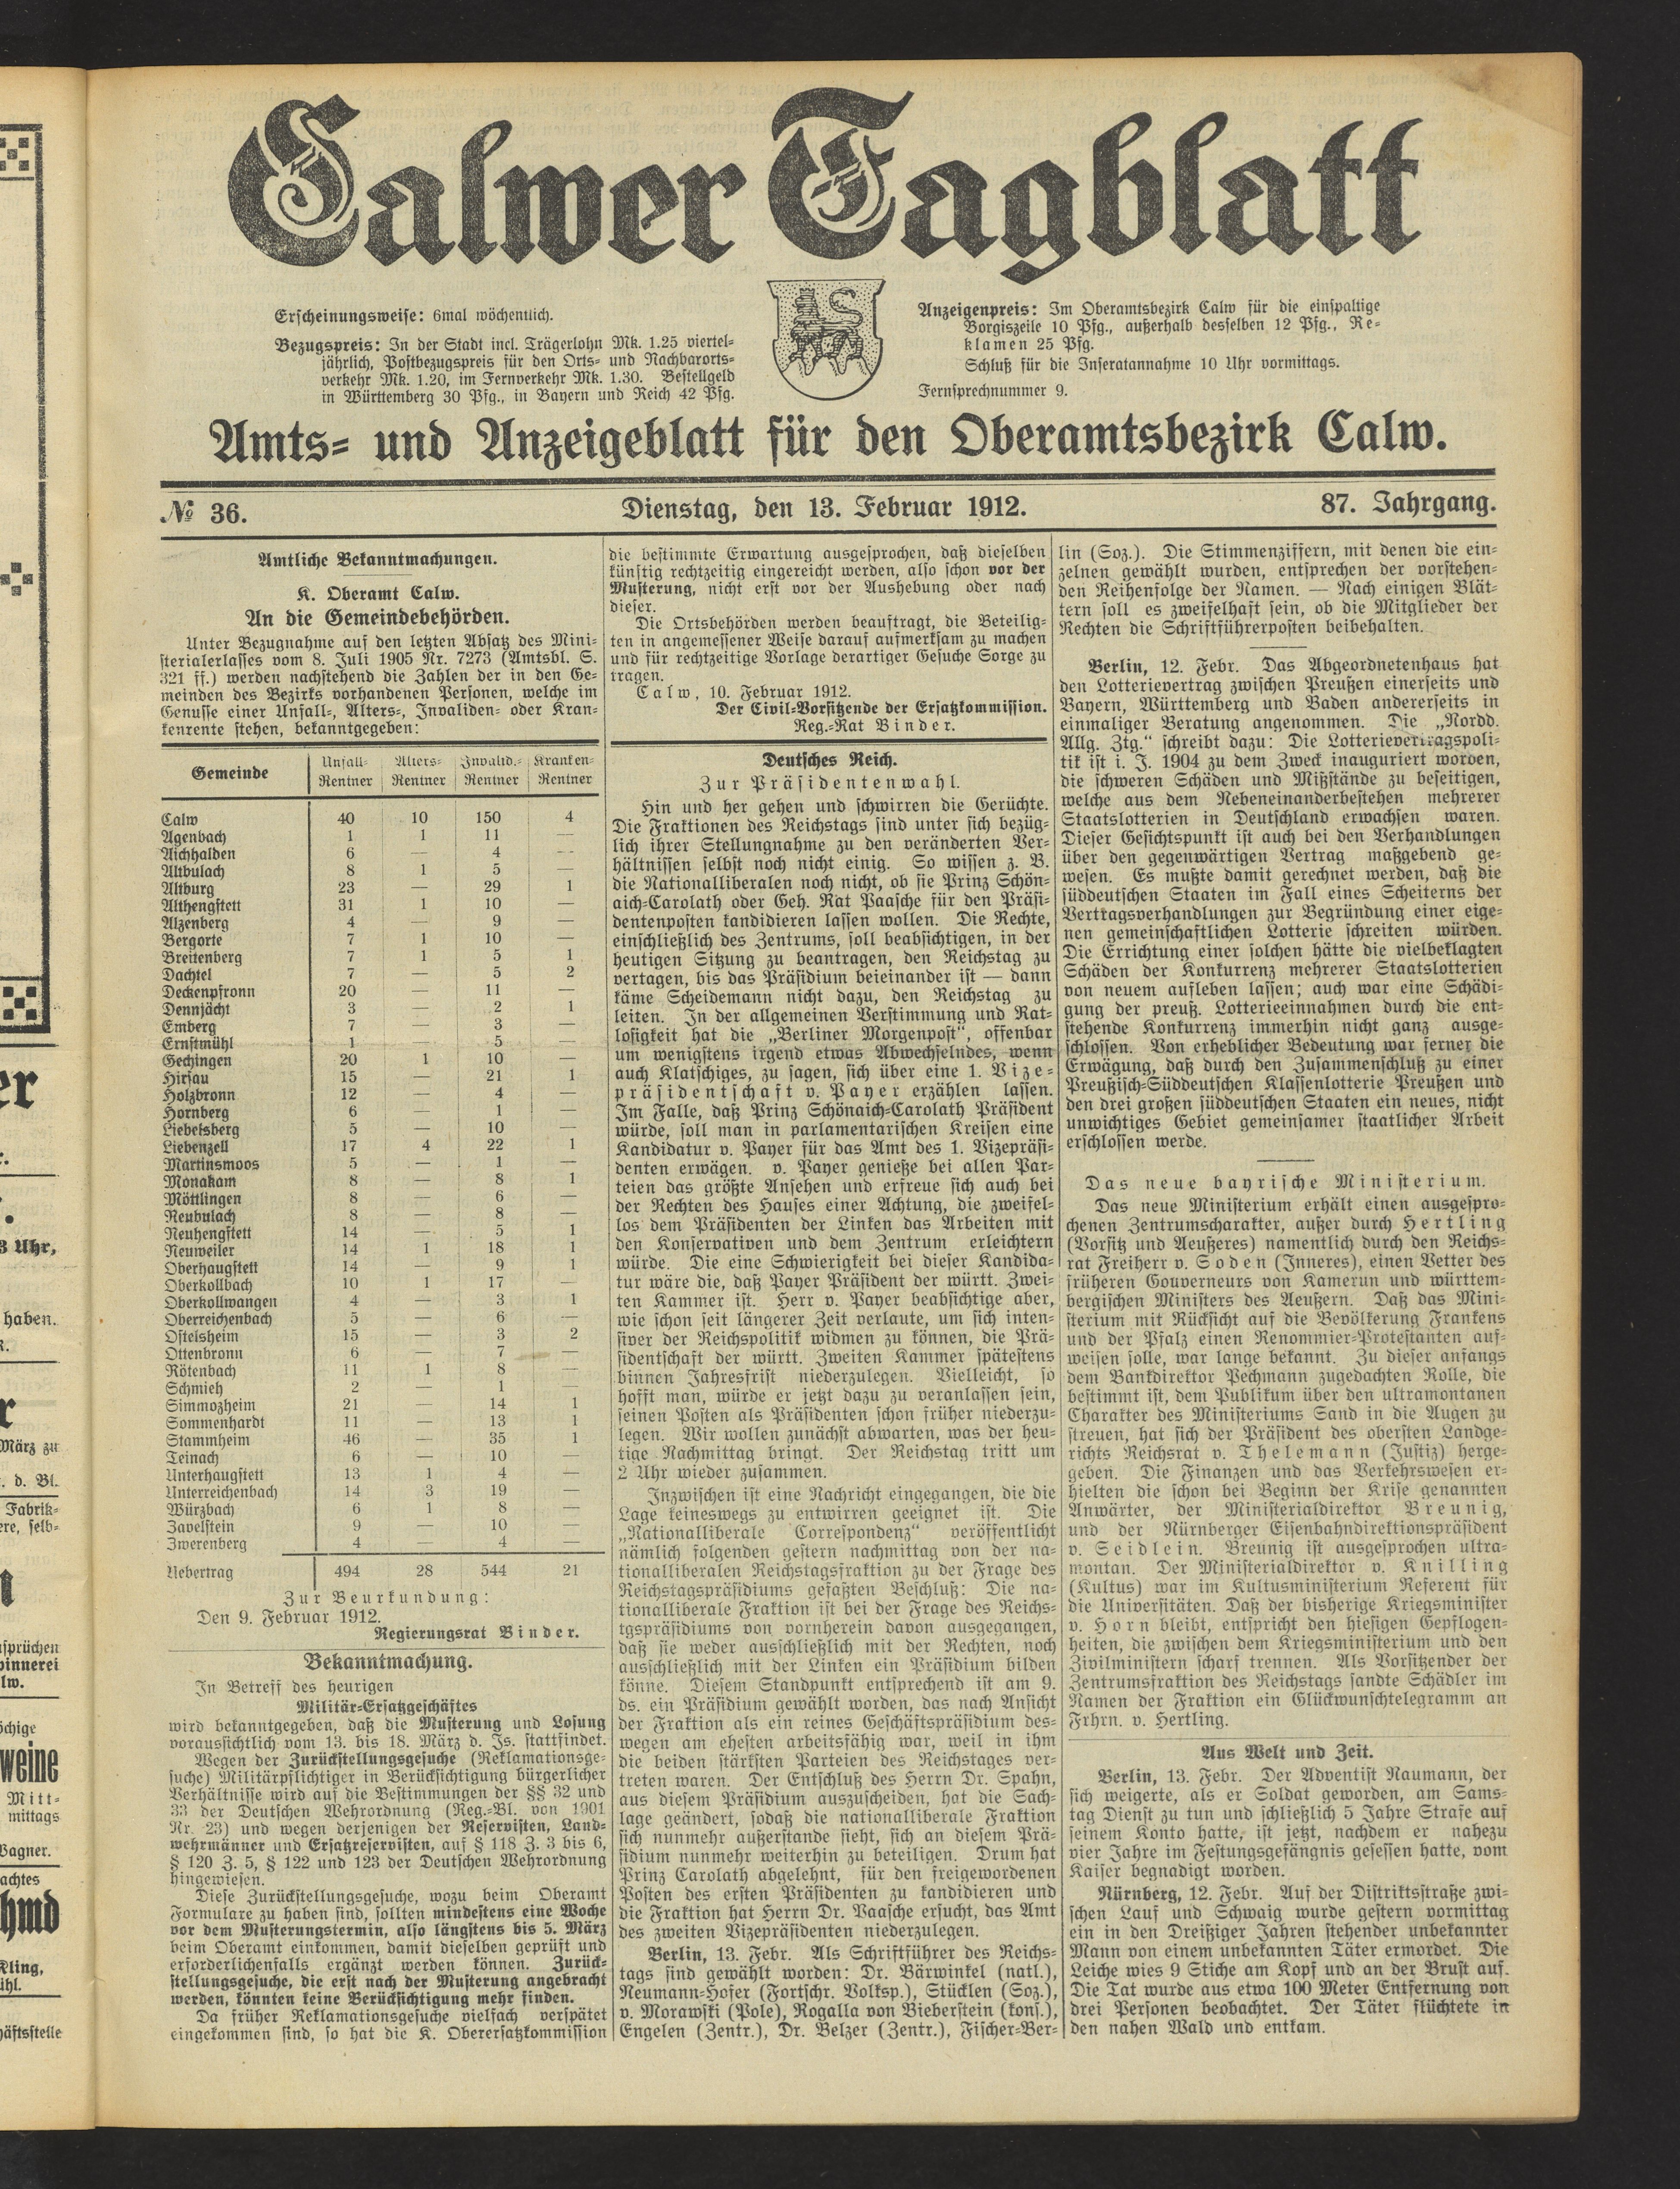 Calwer Tagblatt
Erscheinungsweise: 6mal wöchentlich.
Bezugspreis: In der Stadt incl. Trägerlohn Mk. 1.25 viertel-
jährlich, Postbezugspreis für den Orts- und Nachbarorts-
verkehr Mk. 1.20, im Fernverkehr Mk. 1.30. Bestellgeld
in Württemberg 30 Pfg., in Bayern und Reich 42 Pfg.
Anzeigenpreis: Im Oberamtsbezirk Calw für die einspaltige
Borgiszeile 10 Pfg., außerhalb desselben 12 Pfg., Re-
klamen 25 Pfg.
Schluß für die Inseratannahme 10 Uhr vormittags.
Fernsprechnummer 9.
Amts- und Anzeigeblatt für den Oberamtsbezirk Calw.
№ 36.
Dienstag, den 13. Februar 1912.
87. Jahrgang.
Amtliche Bekanntmachungen.
K. Oberamt Calw.
An die Gemeindebehörden.
Unter Bezugnahme auf den letzten Absatz des Mini-
sterialerlasses vom 8. Juli 1905 Nr. 7273 (Amtsbl. S.
321 ff.) werden nachstehend die Zahlen der in den Ge-
meinden des Bezirks vorhandenen Personen, welche im
Genusse einer Unfall-, Alters-, Invaliden- oder Kran-
kenrente stehen, bekanntgegeben:
Gemeinde | Unfall-Rentner | Alters-Rentner | Invalid.-Rentner | Kranken-Rentner
Calw 40 10 150 4
Agenbach 1 1 11 —
Aichhalden 6 — 4 —
Altbulach 8 1 5 —
Altburg 23 — 29 1
Althengstett 31 1 10 —
Alzenberg 4 — 9 —
Bergorte 7 1 10 —
Breitenberg 7 1 5 1
Dachtel 7 — 5 2
Deckenpfronn 20 — 11 —
Dennjächt 3 — 2 1
Emberg 7 — 3 —
Ernstmühl 1 — 5 —
Gechingen 20 1 10 —
Hirsau 15 — 21 1
Holzbronn 12 — 4 —
Hornberg 6 — 1 —
Liebelsberg 5 — 10 —
Liebenzell 17 4 22 1
Martinsmoos 5 — 1 —
Monakam 8 — 8 1
Möttlingen 8 — 6 —
Neubulach 8 — 8 —
Neuhengstett 14 — 5 1
Neuweiler 14 1 18 1
Oberhaugstett 14 — 9 1
Oberkollbach 10 1 17 —
Oberkollwangen 4 — 3 1
Oberreichenbach 5 — 6 —
Ostelsheim 15 — 3 2
Ottenbronn 6 — 7 —
Rötenbach 11 1 8 —
Schmieh 2 — 1 —
Simmozheim 21 — 14 1
Sommenhardt 11 — 13 1
Stammheim 46 — 35 1
Teinach 6 — 10 —
Unterhaugstett 13 1 4 —
Unterreichenbach 14 3 19 —
Würzbach 6 1 8 —
Zavelstein 9 — 10 —
Zwerenberg 4 — 4 —
Uebertrag 494 28 544 21
Zur Beurkundung:
Den 9. Februar 1912.
Regierungsrat Binder.
Bekanntmachung.
In Betreff des heurigen
Militär-Ersatzgeschäftes
wird bekanntgegeben, daß die Musterung und Losung
voraussichtlich vom 13. bis 18. März d. Js. stattfindet.
Wegen der Zurückstellungsgesuche (Reklamationsge-
suche) Militärpflichtiger in Berücksichtigung bürgerlicher
Verhältnisse wird auf die Bestimmungen der §§ 32 und
33 der Deutschen Wehrordnung (Reg.-Bl. von 1901
Nr. 23) und wegen derjenigen der Reservisten, Land-
wehrmänner und Ersatzreservisten, auf § 118 Z. 3 bis 6,
§ 120 Z. 5, § 122 und 123 der Deutschen Wehrordnung
hingewiesen.
Diese Zurückstellungsgesuche, wozu beim Oberamt
Formulare zu haben sind, sollten mindestens eine Woche
vor dem Musterungstermin, also längstens bis 5. März
beim Oberamt einkommen, damit dieselben geprüft und
erforderlichenfalls ergänzt werden können. Zurück-
stellungsgesuche, die erst nach der Musterung angebracht
werden, könnten keine Berücksichtigung mehr finden.
Da früher Reklamationsgesuche vielfach verspätet
eingekommen sind, so hat die K. Oberersatzkommission
die bestimmte Erwartung ausgesprochen, daß dieselben
künftig rechtzeitig eingereicht werden, also schon vor der
Musterung, nicht erst vor der Aushebung oder nach
dieser.
Die Ortsbehörden werden beauftragt, die Beteilig-
ten in angemessener Weise darauf aufmerksam zu machen
und für rechtzeitige Vorlage derartiger Gesuche Sorge zu
tragen.
Calw, 10. Februar 1912.
Der Civil-Vorsitzende der Ersatzkommission.
Reg.-Rat Binder.
Deutsches Reich.
Zur Präsidentenwahl.
Hin und her gehen und schwirren die Gerüchte.
Die Fraktionen des Reichstags sind unter sich bezüg-
lich ihrer Stellungnahme zu den veränderten Ver-
hältnissen selbst noch nicht einig. So wissen z. B.
die Nationalliberalen noch nicht, ob sie Prinz Schön-
aich-Carolath oder Geh. Rat Paasche für den Präsi-
dentenposten kandidieren lassen wollen. Die Rechte,
einschließlich des Zentrums, soll beabsichtigen, in der
heutigen Sitzung zu beantragen, den Reichstag zu
vertagen, bis das Präsidium beieinander ist — dann
käme Scheidemann nicht dazu, den Reichstag zu
leiten. In der allgemeinen Verstimmung und Rat-
losigkeit hat die „Berliner Morgenpost“, offenbar
um wenigstens irgend etwas Abwechselndes, wenn
auch Klatschiges, zu sagen, sich über eine 1. Vize-
präsidentschaft v. Payer erzählen lassen.
Im Falle, daß Prinz Schönaich-Carolath Präsident
würde, soll man in parlamentarischen Kreisen eine
Kandidatur v. Payer für das Amt des 1. Vizepräsi-
denten erwägen. v. Payer genieße bei allen Par-
teien das größte Ansehen und erfreue sich auch bei
der Rechten des Hauses einer Achtung, die zweifel-
los dem Präsidenten der Linken das Arbeiten mit
den Konservativen und dem Zentrum erleichtern
würde. Die eine Schwierigkeit bei dieser Kandida-
tur wäre die, daß Payer Präsident der württ. Zwei-
ten Kammer ist. Herr v. Payer beabsichtige aber,
wie schon seit längerer Zeit verlaute, um sich inten-
siver der Reichspolitik widmen zu können, die Prä-
sidentschaft der württ. Zweiten Kammer spätestens
binnen Jahresfrist niederzulegen. Vielleicht, so
hofft man, würde er jetzt dazu zu veranlassen sein,
seinen Posten als Präsidenten schon früher niederzu-
legen. Wir wollen zunächst abwarten, was der heu-
tige Nachmittag bringt. Der Reichstag tritt um
2 Uhr wieder zusammen.
Inzwischen ist eine Nachricht eingegangen, die die
Lage keineswegs zu entwirren geeignet ist. Die
„Nationalliberale Correspondenz“ veröffentlicht
nämlich folgenden gestern nachmittag von der na-
tionalliberalen Reichstagsfraktion zu der Frage des
Reichstagspräsidiums gefaßten Beschluß: Die na-
tionalliberale Fraktion ist bei der Frage des Reichs-
tgspräsidiums von vornherein davon ausgegangen,
daß sie weder ausschließlich mit der Rechten, noch
ausschließlich mit der Linken ein Präsidium bilden
könne. Diesem Standpunkt entsprechend ist am 9.
ds. ein Präsidium gewählt worden, das nach Ansicht
der Fraktion als ein reines Geschäftspräsidium des-
wegen am ehesten arbeitsfähig war, weil in ihm
die beiden stärksten Parteien des Reichstages ver-
treten waren. Der Entschluß des Herrn Dr. Spahn,
aus diesem Präsidium auszuscheiden, hat die Sach-
lage geändert, sodaß die nationalliberale Fraktion
sich nunmehr außerstande sieht, sich an diesem Prä-
sidium nunmehr weiterhin zu beteiligen. Drum hat
Prinz Carolath abgelehnt, für den freigewordenen
Posten des ersten Präsidenten zu kandidieren und
die Fraktion hat Herrn Dr. Paasche ersucht, das Amt
des zweiten Vizepräsidenten niederzulegen.
Berlin, 13. Febr. Als Schriftführer des Reichs-
tags sind gewählt worden: Dr. Bärwinkel (natl.),
Neumann-Hofer (Fortschr. Volksp.), Stücklen (Soz.),
v. Morawski (Pole), Rogalla von Bieberstein (kons.),
Engelen (Zentr.), Dr. Belzer (Zentr.), Fischer-Ber-
lin (Soz.). Die Stimmenziffern, mit denen die ein-
zelnen gewählt wurden, entsprechen der vorstehen-
den Reihenfolge der Namen. — Nach einigen Blät-
tern soll es zweifelhaft sein, ob die Mitglieder der
Rechten die Schriftführerposten beibehalten.
Berlin, 12. Febr. Das Abgeordnetenhaus hat
den Lotterievertrag zwischen Preußen einerseits und
Bayern, Württemberg und Baden andererseits in
einmaliger Beratung angenommen. Die „Nordd.
Allg. Ztg.“ schreibt dazu: Die Lotterievertragspoli-
tik ist i. J. 1904 zu dem Zweck inauguriert worden,
die schweren Schäden und Mißstände zu beseitigen,
welche aus dem Nebeneinanderbestehen mehrerer
Staatslotterien in Deutschland erwachsen waren.
Dieser Gesichtspunkt ist auch bei den Verhandlungen
über den gegenwärtigen Vertrag maßgebend ge-
wesen. Es mußte damit gerechnet werden, daß die
süddeutschen Staaten im Fall eines Scheiterns der
Vertragsverhandlungen zur Begründung einer eige-
nen gemeinschaftlichen Lotterie schreiten würden.
Die Errichtung einer solchen hätte die vielbeklagten
Schäden der Konkurrenz mehrerer Staatslotterien
von neuem aufleben lassen; auch war eine Schädi-
gung der preuß. Lotterieeinnahmen durch die ent-
stehende Konkurrenz immerhin nicht ganz ausge-
schlossen. Von erheblicher Bedeutung war ferner die
Erwägung, daß durch den Zusammenschluß zu einer
Preußisch-Süddeutschen Klassenlotterie Preußen und
den drei großen süddeutschen Staaten ein neues, nicht
unwichtiges Gebiet gemeinsamer staatlicher Arbeit
erschlossen werde.
Das neue bayrische Ministerium.
Das neue Ministerium erhält einen ausgespro-
chenen Zentrumscharakter, außer durch Hertling
(Vorsitz und Aeußeres) namentlich durch den Reichs-
rat Freiherr v. Soden (Inneres), einen Vetter des
früheren Gouverneurs von Kamerun und württem-
bergischen Ministers des Aeußern. Daß das Mini-
sterium mit Rücksicht auf die Bevölkerung Frankens
und der Pfalz einen Renommier-Protestanten auf-
weisen solle, war lange bekannt. Zu dieser anfangs
dem Bankdirektor Pechmann zugedachten Rolle, die
bestimmt ist, dem Publikum über den ultramontanen
Charakter des Ministeriums Sand in die Augen zu
streuen, hat sich der Präsident des obersten Landge-
richts Reichsrat v. Thelemann (Justiz) herge-
geben. Die Finanzen und das Verkehrswesen er-
hielten die schon bei Beginn der Krise genannten
Anwärter, der Ministerialdirektor Breunig,
und der Nürnberger Eisenbahndirektionspräsident
v. Seidlein. Breunig ist ausgesprochen ultra-
montan. Der Ministerialdirektor v. Knilling
(Kultus) war im Kultusministerium Referent für
die Universitäten. Daß der bisherige Kriegsminister
v. Horn bleibt, entspricht den hiesigen Gepflogen-
heiten, die zwischen dem Kriegsministerium und den
Zivilministern scharf trennen. Als Vorsitzender der
Zentrumsfraktion des Reichstags sandte Schädler im
Namen der Fraktion ein Glückwunschtelegramm an
Frhrn. v. Hertling.
Aus Welt und Zeit.
Berlin, 13. Febr. Der Adventist Naumann, der
sich weigerte, als er Soldat geworden, am Sams-
tag Dienst zu tun und schließlich 5 Jahre Strafe auf
seinem Konto hatte, ist jetzt, nachdem er nahezu
vier Jahre im Festungsgefängnis gesessen hatte, vom
Kaiser begnadigt worden.
Nürnberg, 12. Febr. Auf der Distriktsstraße zwi-
schen Lauf und Schwaig wurde gestern vormittag
ein in den Dreißiger Jahren stehender unbekannter
Mann von einem unbekannten Täter ermordet. Die
Leiche wies 9 Stiche am Kopf und an der Brust auf.
Die Tat wurde aus etwa 100 Meter Entfernung von
drei Personen beobachtet. Der Täter flüchtete in
den nahen Wald und entkam.